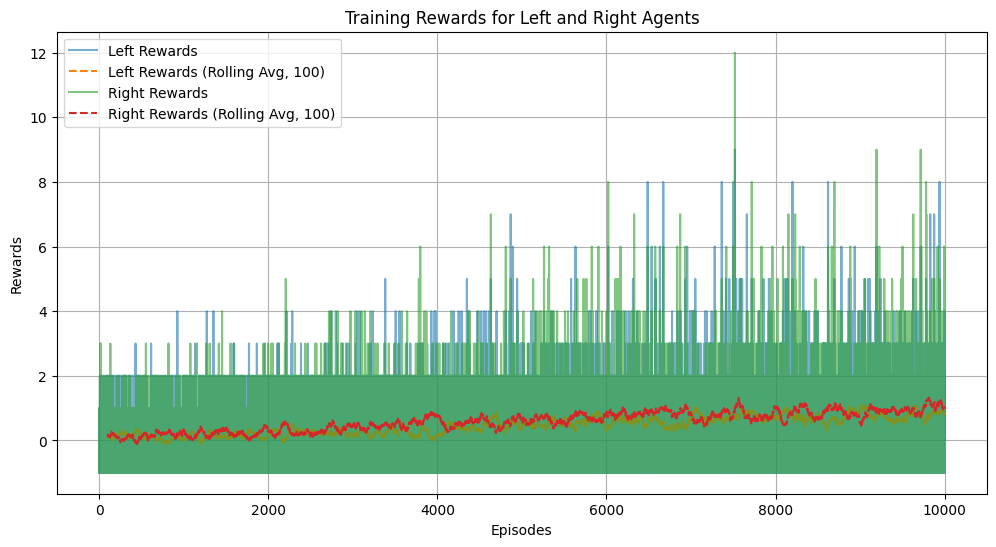 Training Rewards for Left and Right Agents
Left Rewards
Left Rewards (Rolling Avg, 100)
Right Rewards
Right Rewards (Rolling Avg, 100)
12
10
8
6
4
2
0
Rewards
0 2000 4000 6000 8000 10000
Episodes